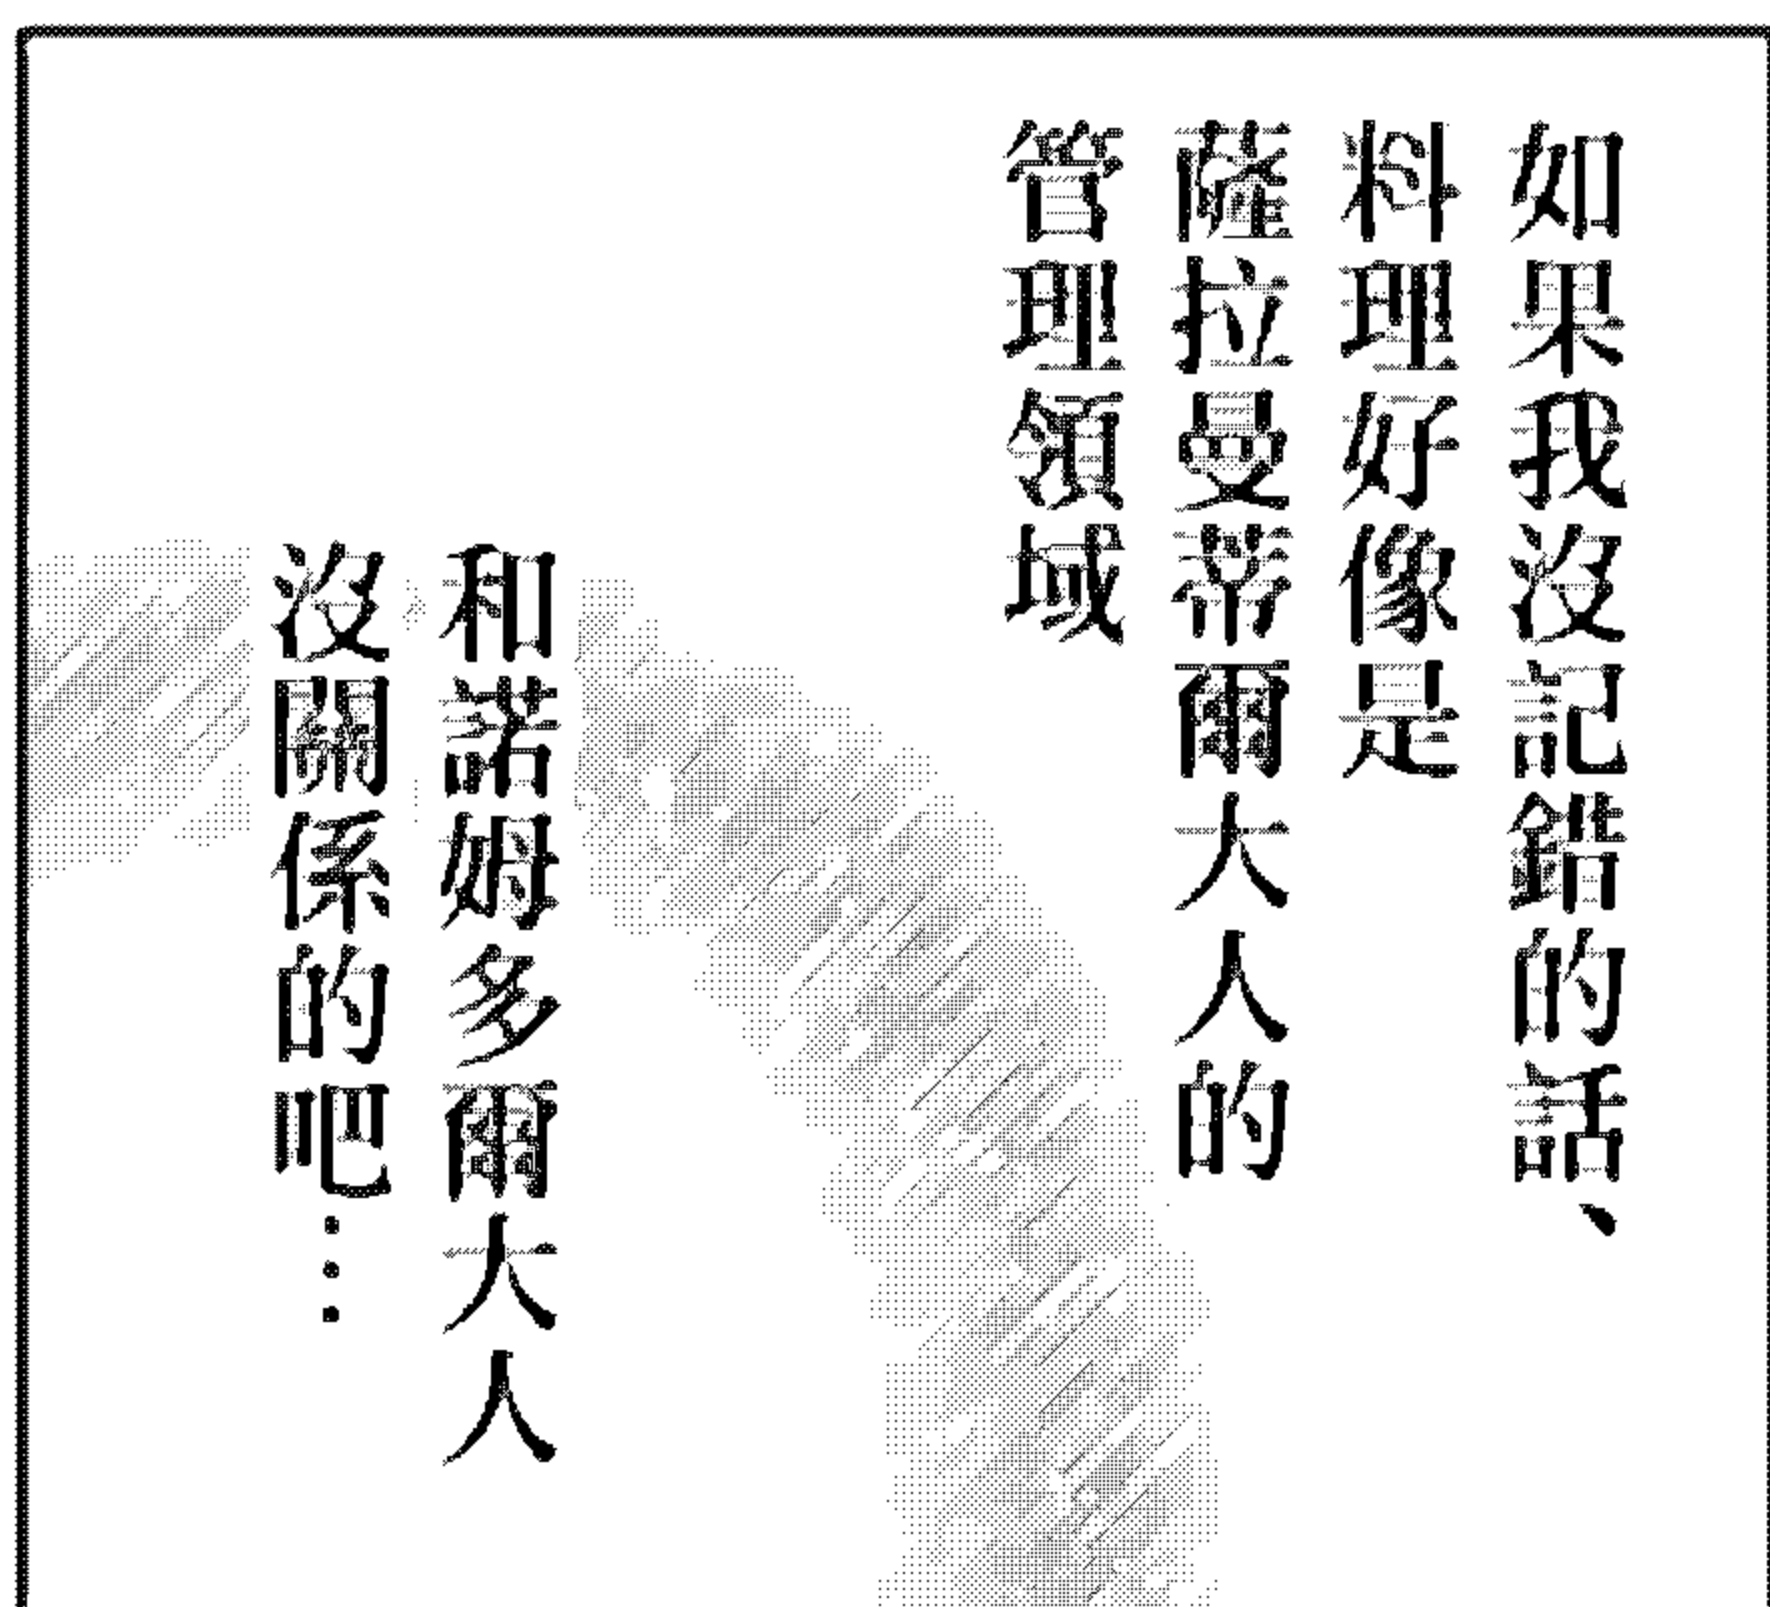 如果我沒記錯的話、
料理好像是
薩拉曼蒂爾大人的
管理領域
和諾姆多爾大人
沒關係的吧…